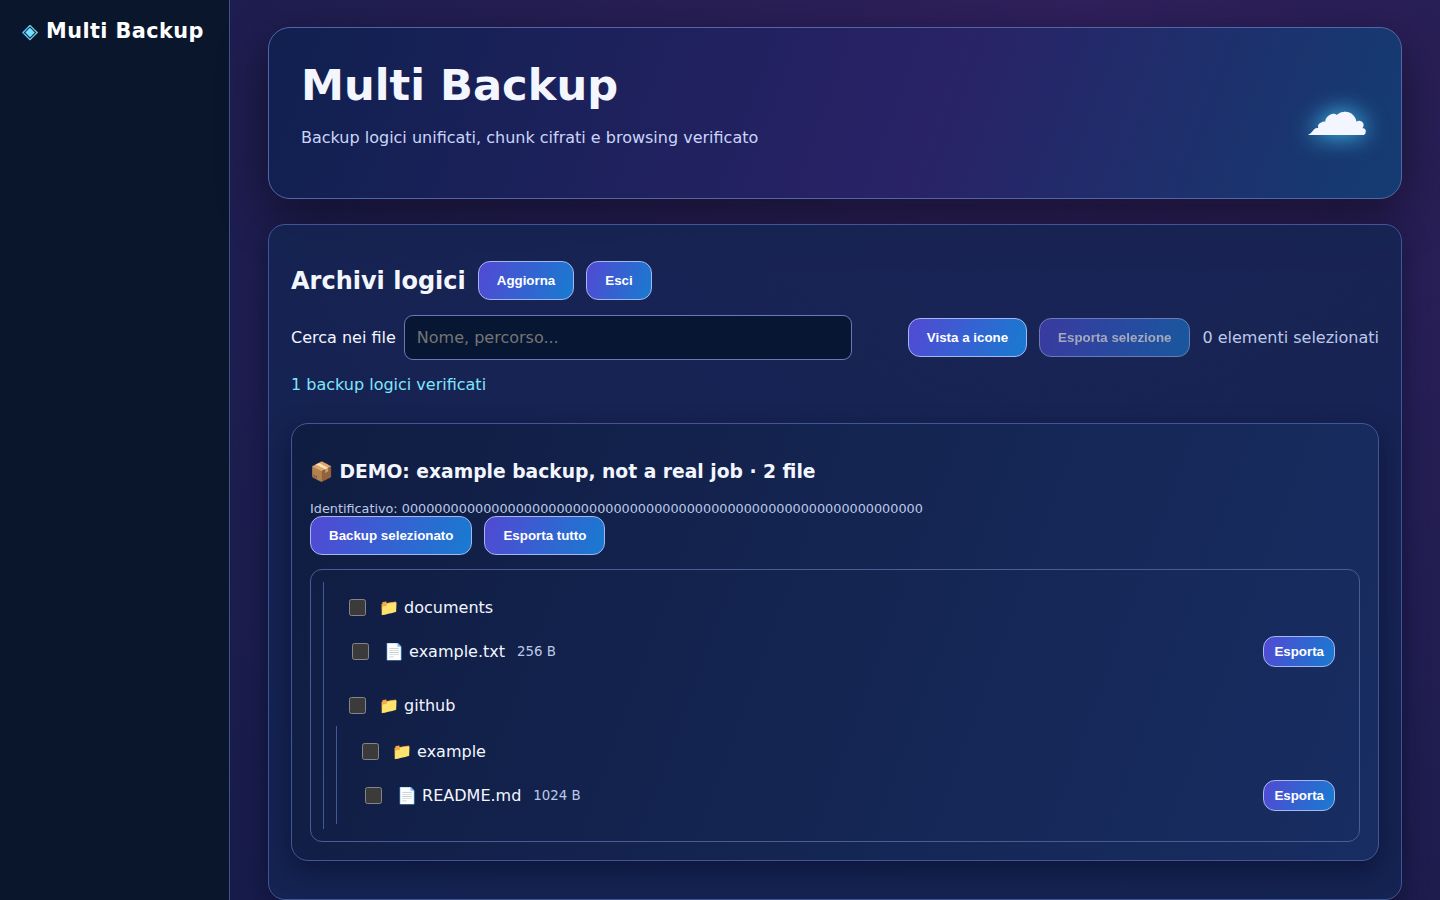 Multi Backup
Multi Backup
Backup logici unificati, chunk cifrati e browsing verificato
Archivi logici
Aggiorna
Esci
Cerca nei file
Nome, percorso...
Vista a icone
Esporta selezione
0 elementi selezionati
1 backup logici verificati
DEMO: example backup, not a real job · 2 file
Identificativo: 0000000000000000000000000000000000000000000000000000000000000000
Backup selezionato
Esporta tutto
documents
example.txt 256 B
Esporta
github
example
README.md 1024 B
Esporta